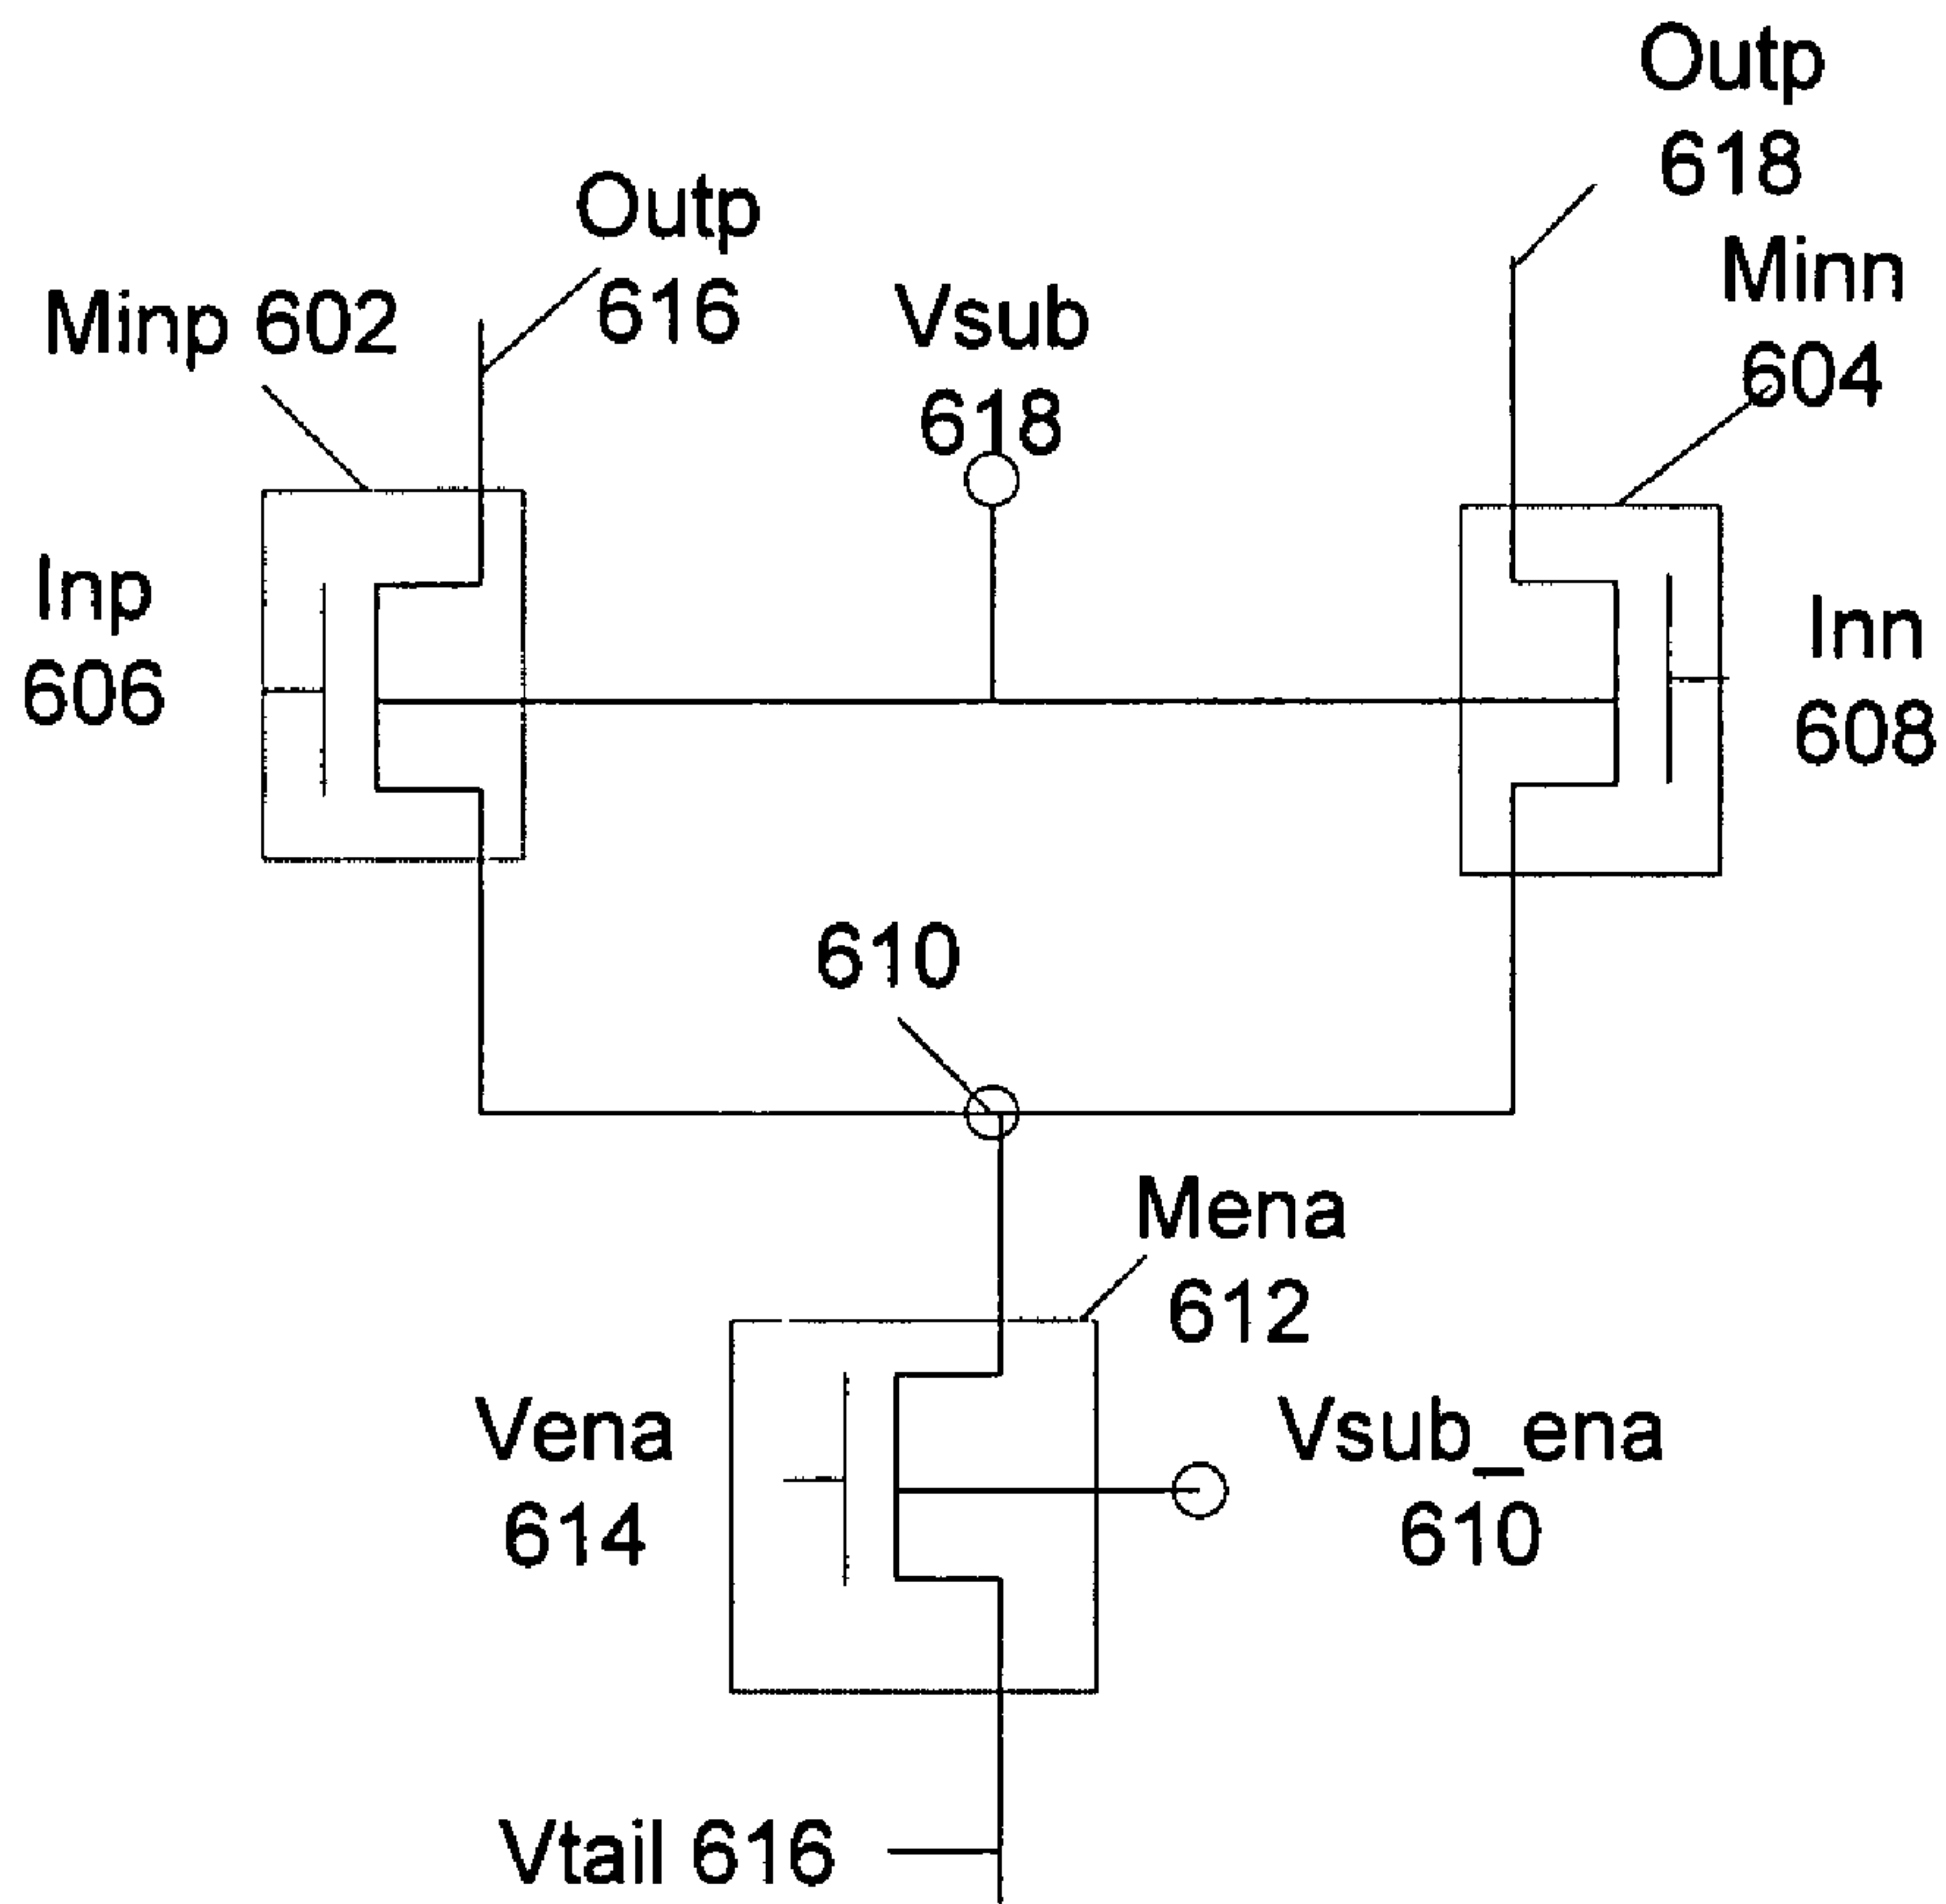 Outp
618
Outp
616
Minp 602
Vsub
618
Minn
604
Inp
606
Inn
608
610
Mena
612
Vena
614
Vsub_ena
610
Vtail 616